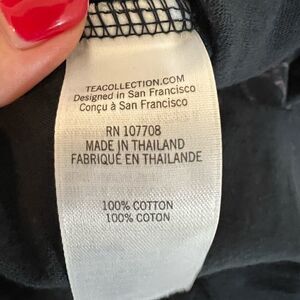 TEACOLLECTION.COM
Designed in San Francisco
Conçu à San Francisco
RN 107708
MADE IN THAILAND
FABRIQUÉ EN THAILANDE
100% COTTON
100% COTON